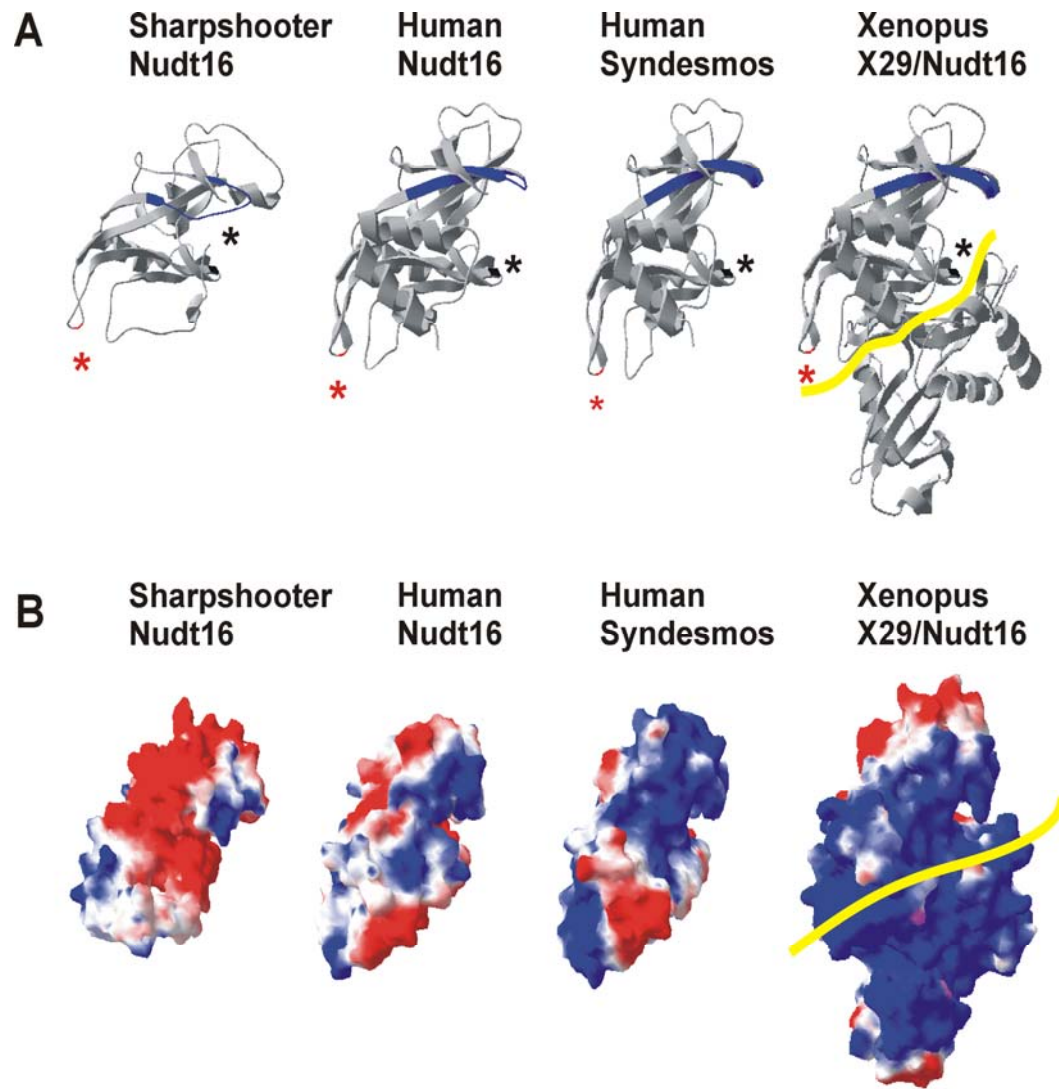 A
Sharpshooter Nudt16
Human Nudt16
Human Syndesmos
Xenopus X29/Nudt16
*
*
*
*
*
*
*
*
B
Sharpshooter Nudt16
Human Nudt16
Human Syndesmos
Xenopus X29/Nudt16